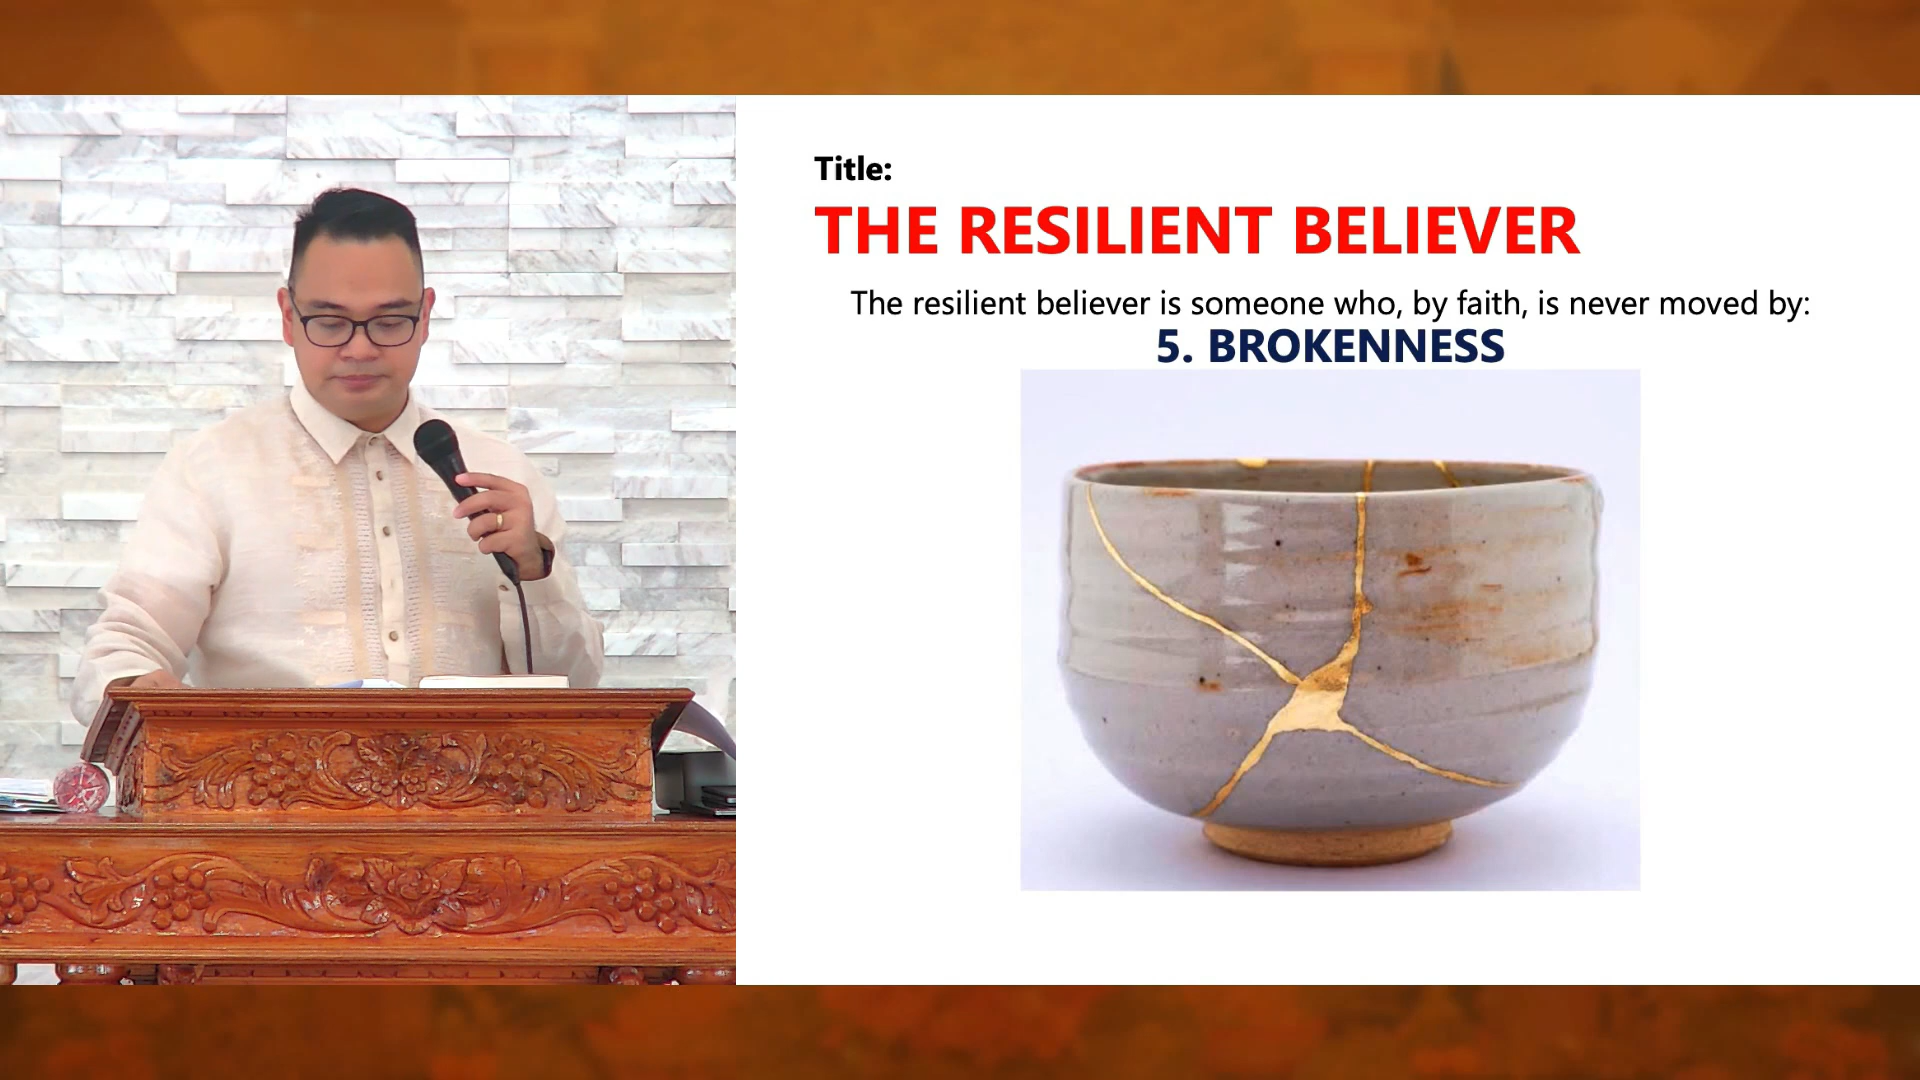 Title:
THE RESILIENT BELIEVER
The resilient believer is someone who, by faith, is never moved by:
5. BROKENNESS